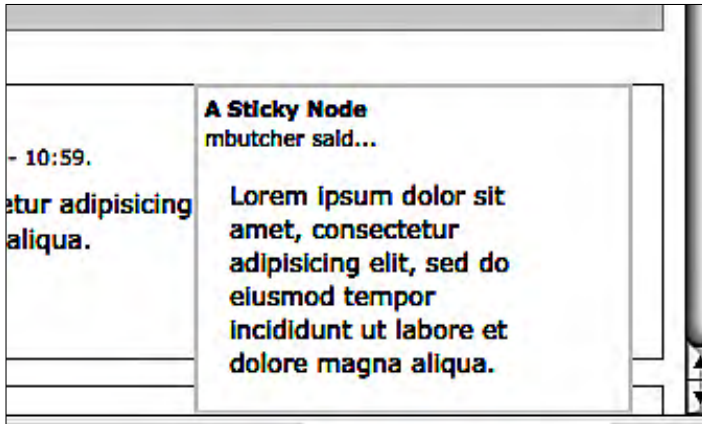 A Sticky Node
mbutcher said...
- 10:59.
etur adipisicing
aliqua.
Lorem ipsum dolor sit
amet, consectetur
adipisicing elit, sed do
eiusmod tempor
incididunt ut labore et
dolore magna aliqua.